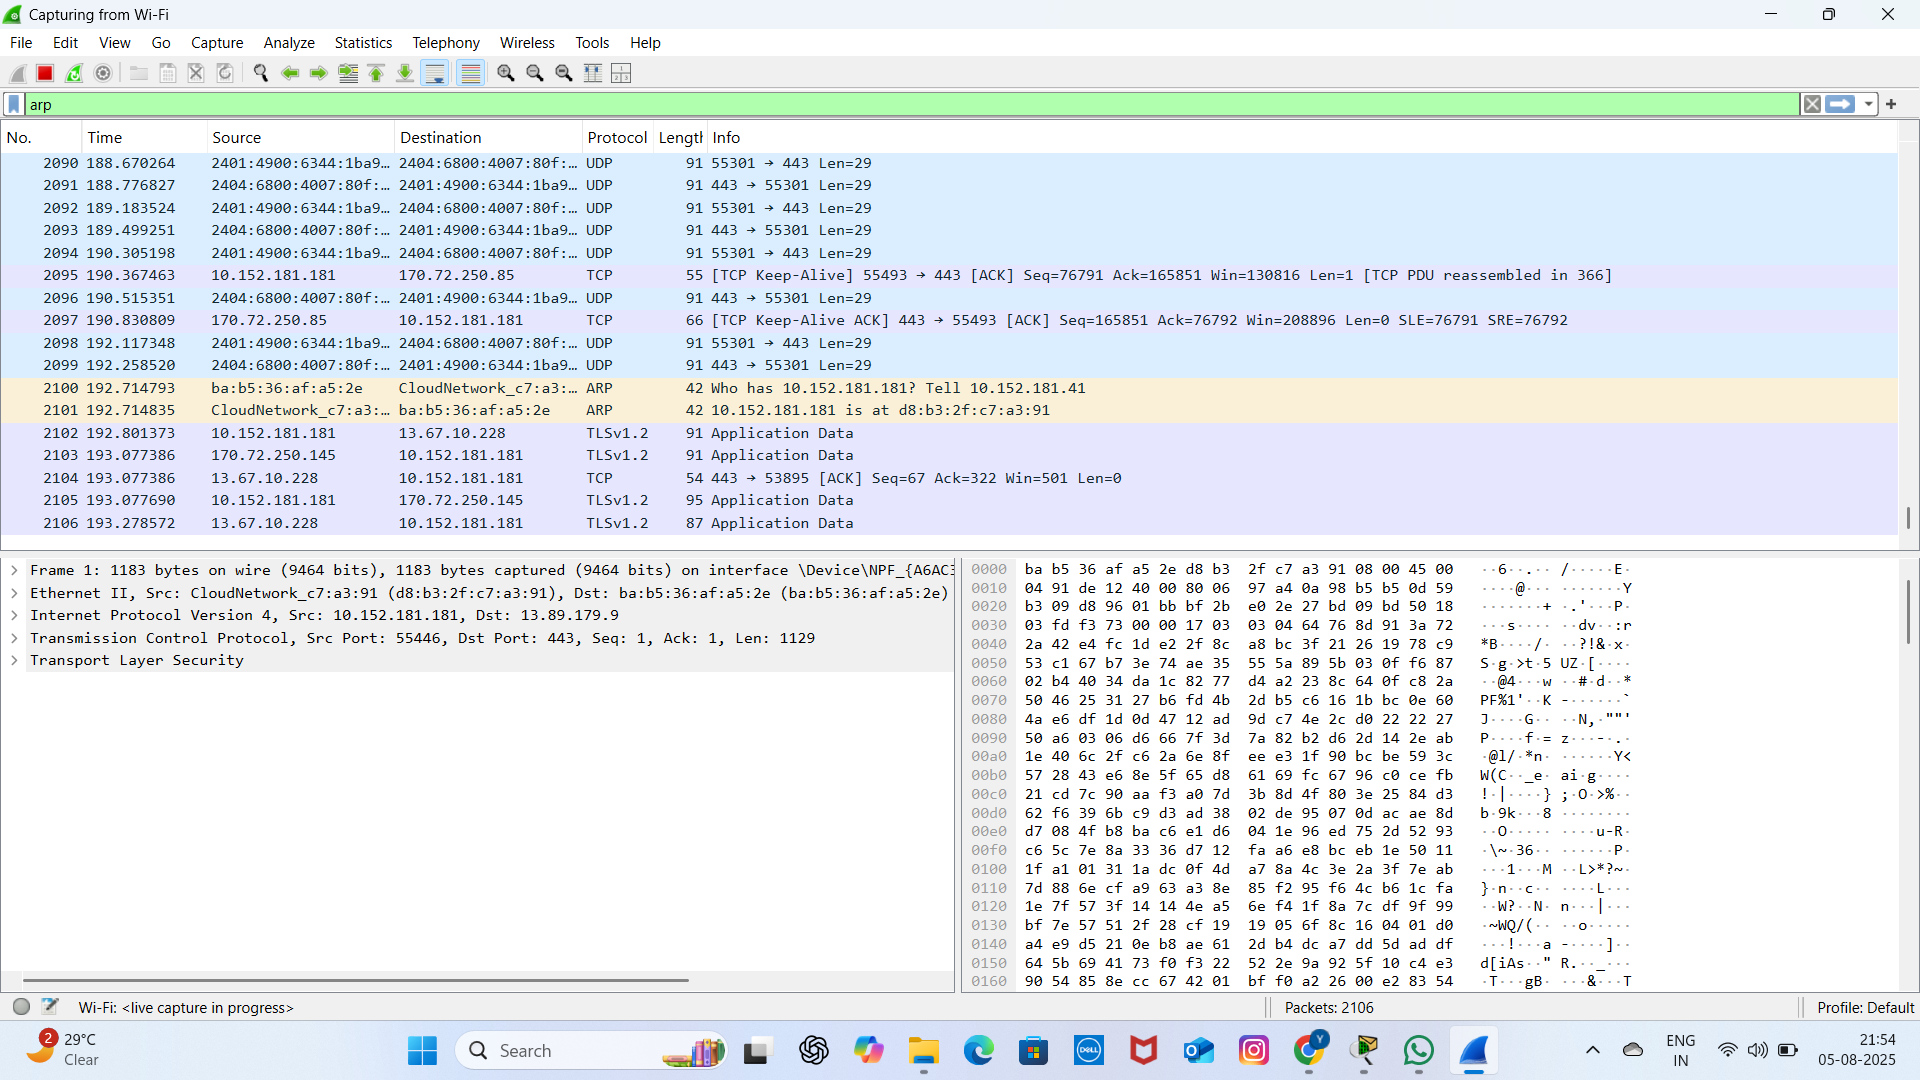 Capturing from Wi-Fi
File Edit View Go Capture Analyze Statistics Telephony Wireless Tools Help
arp
No. Time Source Destination Protocol Length Info
2090 188.670264 2401:4900:6344:1ba9… 2404:6800:4007:80f:… UDP 91 55301 → 443 Len=29
2091 188.776827 2404:6800:4007:80f:… 2401:4900:6344:1ba9… UDP 91 443 → 55301 Len=29
2092 189.183524 2401:4900:6344:1ba9… 2404:6800:4007:80f:… UDP 91 55301 → 443 Len=29
2093 189.499251 2404:6800:4007:80f:… 2401:4900:6344:1ba9… UDP 91 443 → 55301 Len=29
2094 190.305198 2401:4900:6344:1ba9… 2404:6800:4007:80f:… UDP 91 55301 → 443 Len=29
2095 190.367463 10.152.181.181 170.72.250.85 TCP 55 [TCP Keep-Alive] 55493 → 443 [ACK] Seq=76791 Ack=165851 Win=130816 Len=1 [TCP PDU reassembled in 366]
2096 190.515351 2404:6800:4007:80f:… 2401:4900:6344:1ba9… UDP 91 443 → 55301 Len=29
2097 190.830809 170.72.250.85 10.152.181.181 TCP 66 [TCP Keep-Alive ACK] 443 → 55493 [ACK] Seq=165851 Ack=76792 Win=208896 Len=0 SLE=76791 SRE=76792
2098 192.117348 2401:4900:6344:1ba9… 2404:6800:4007:80f:… UDP 91 55301 → 443 Len=29
2099 192.258520 2404:6800:4007:80f:… 2401:4900:6344:1ba9… UDP 91 443 → 55301 Len=29
2100 192.714793 ba:b5:36:af:a5:2e CloudNetwork_c7:a3:… ARP 42 Who has 10.152.181.181? Tell 10.152.181.41
2101 192.714835 CloudNetwork_c7:a3:… ba:b5:36:af:a5:2e ARP 42 10.152.181.181 is at d8:b3:2f:c7:a3:91
2102 192.801373 10.152.181.181 13.67.10.228 TLSv1.2 91 Application Data
2103 193.077386 170.72.250.145 10.152.181.181 TLSv1.2 91 Application Data
2104 193.077386 13.67.10.228 10.152.181.181 TCP 54 443 → 53895 [ACK] Seq=67 Ack=322 Win=501 Len=0
2105 193.077690 10.152.181.181 170.72.250.145 TLSv1.2 95 Application Data
2106 193.278572 13.67.10.228 10.152.181.181 TLSv1.2 87 Application Data
Frame 1: 1183 bytes on wire (9464 bits), 1183 bytes captured (9464 bits) on interface \Device\NPF_{A6AC3
Ethernet II, Src: CloudNetwork_c7:a3:91 (d8:b3:2f:c7:a3:91), Dst: ba:b5:36:af:a5:2e (ba:b5:36:af:a5:2e)
Internet Protocol Version 4, Src: 10.152.181.181, Dst: 13.89.179.9
Transmission Control Protocol, Src Port: 55446, Dst Port: 443, Seq: 1, Ack: 1, Len: 1129
Transport Layer Security
0000 ba b5 36 af a5 2e d8 b3 2f c7 a3 91 08 00 45 00 ··6··.·· /·····E·
0010 04 91 de 12 40 00 80 06 97 a4 0a 98 b5 b5 0d 59 ····@··· ·······Y
0020 b3 09 d8 96 01 bb bf 2b e0 2e 27 bd 09 bd 50 18 ·······+ ·.'···P·
0030 03 fd f3 73 00 00 17 03 03 04 64 76 8d 91 3a 72 ···s···· ··dv··:r
0040 2a 42 e4 fc 1d e2 2f 8c a8 bc 3f 21 26 19 78 c9 *B····/· ··?!&·x·
0050 53 c1 67 b7 3e 74 ae 35 55 5a 89 5b 03 0f f6 87 S·g·>t·5 UZ·[····
0060 02 b4 40 34 da 1c 82 77 d4 a2 23 8c 64 0f c8 2a ··@4···w ··#·d··*
0070 50 46 25 31 27 b6 fd 4b 2d b5 c6 16 1b bc 0e 60 PF%1'··K -······`
0080 4a e6 df 1d 0d 47 12 ad 9d c7 4e 2c d0 22 22 27 J····G·· ··N,·""'
0090 50 a6 03 06 d6 66 7f 3d 7a 82 b2 d6 2d 14 2e ab P····f·= z···-·.·
00a0 1e 40 6c 2f c6 2a 6e 8f ee e3 1f 90 bc be 59 3c ·@l/·*n· ······Y<
00b0 57 28 43 e6 8e 5f 65 d8 61 69 fc 67 96 c0 ce fb W(C··_e· ai·g····
00c0 21 cd 7c 90 aa f3 a0 7d 3b 8d 4f 80 3e 25 84 d3 !·|····} ;·O·>%··
00d0 62 f6 39 6b c9 d3 ad 38 02 de 95 07 0d ac ae 8d b·9k···8 ········
00e0 d7 08 4f b8 ba c6 e1 d6 04 1e 96 ed 75 2d 52 93 ··O····· ····u-R·
00f0 c6 5c 7e 8a 33 36 d7 12 fa a6 e8 bc eb 1e 50 11 ·\~·36·· ······P·
0100 1f a1 01 31 1a dc 0f 4d a7 8a 4c 3e 2a 3f 7e ab ···1···M ··L>*?~·
0110 7d 88 6e cf a9 63 a3 8e 85 f2 95 f6 4c b6 1c fa }·n··c·· ····L···
0120 1e 7f 57 3f 14 14 4e a5 6e f4 1f 8a 7c df 9f 99 ··W?··N· n···|···
0130 bf 7e 57 51 2f 28 cf 19 19 05 6f 8c 16 04 01 d0 ·~WQ/(·· ··o·····
0140 a4 e9 d5 21 0e b8 ae 61 2d b4 dc a7 dd 5d ad df ···!···a -····]··
0150 64 5b 69 41 73 f0 f3 22 52 2e 9a 92 5f 10 c4 e3 d[iAs··" R.··_···
0160 90 54 85 8e cc 67 42 01 bf f0 a2 26 00 e2 83 54 ·T···gB· ···&···T
Wi-Fi: <live capture in progress> Packets: 2106 Profile: Default
2
29°C
Clear
Search
DELL
Y
ENG
IN
21:54
05-08-2025